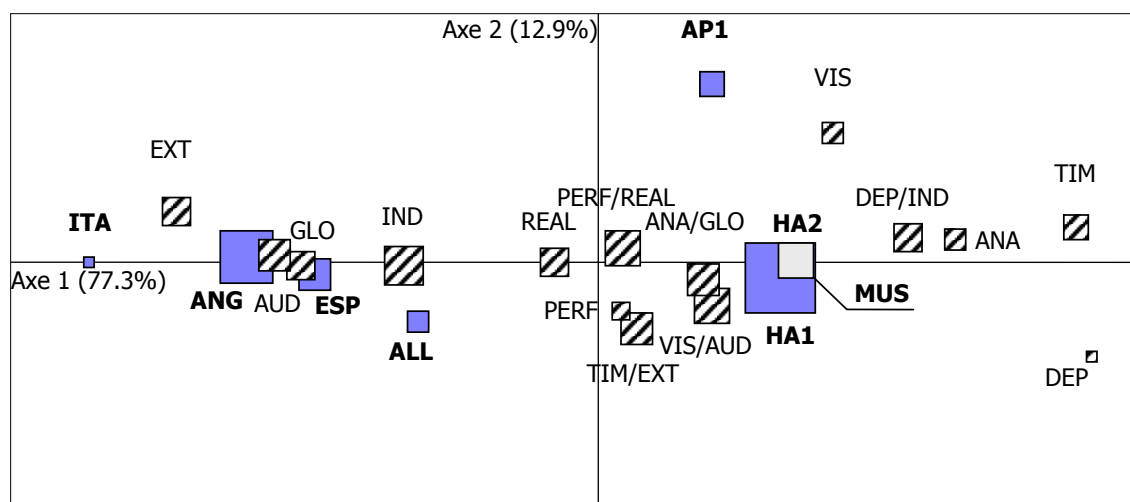 Axe 2 (12.9%)
AP1
VIS
EXT
TIM
PERF/REAL
DEP/IND
ITA
GLO
IND
REAL
ANA/GLO
HA2
ANA
Axe 1 (77.3%)
ANG
AUD
ESP
PERF
MUS
ALL
VIS/AUD
HA1
TIM/EXT
DEP